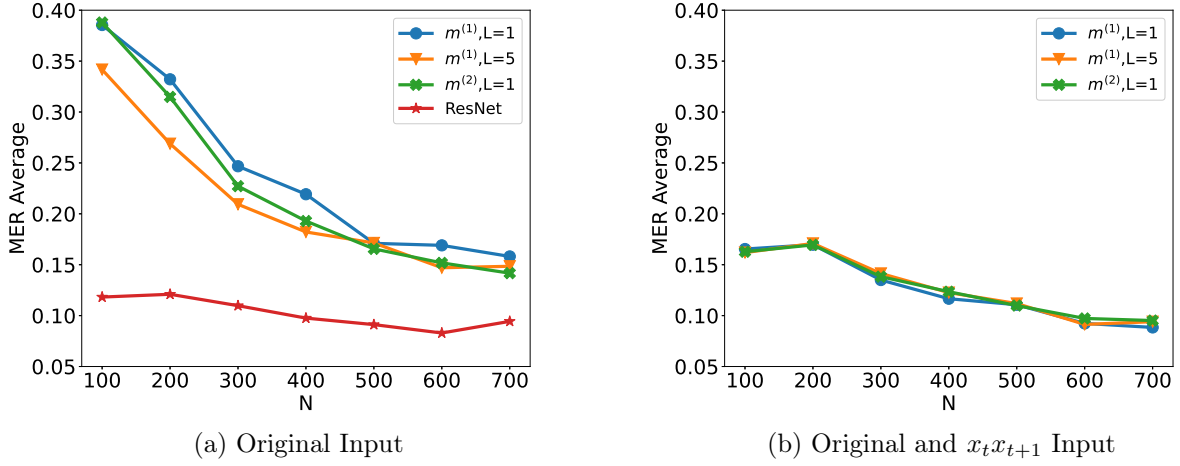 0.40
0.35
0.30
0.25
0.20
0.15
0.10
0.05
MER Average
100 200 300 400 500 600 700
N
m^{(1)},L=1
m^{(1)},L=5
m^{(2)},L=1
ResNet
(a) Original Input
0.40
0.35
0.30
0.25
0.20
0.15
0.10
0.05
MER Average
100 200 300 400 500 600 700
N
m^{(1)},L=1
m^{(1)},L=5
m^{(2)},L=1
(b) Original and x_t x_{t+1} Input